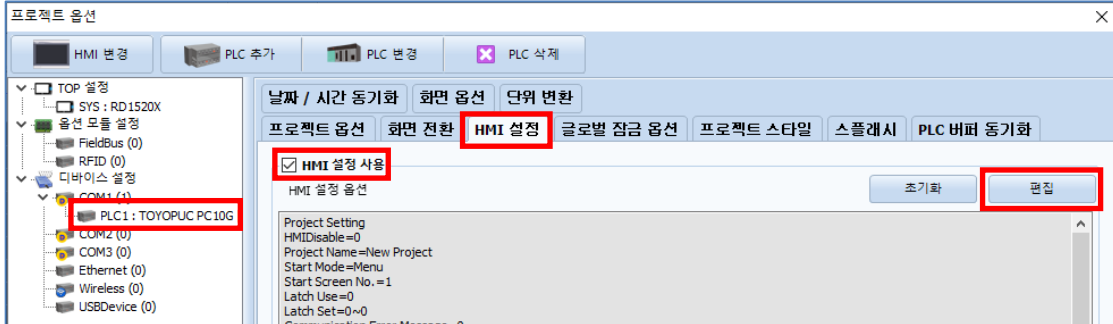 프로젝트 옵션
HMI 변경 PLC 추가 PLC 변경 PLC 삭제
TOP 설정
SYS : RD1520X
옵션 모듈 설정
FieldBus (0)
RFID (0)
디바이스 설정
COM1 (1)
PLC1 : TOYOPUC PC10G
COM2 (0)
COM3 (0)
Ethernet (0)
Wireless (0)
USBDevice (0)
날짜 / 시간 동기화 화면 옵션 단위 변환
프로젝트 옵션 화면 전환 HMI 설정 글로벌 잠금 옵션 프로젝트 스타일 스플래시 PLC 버퍼 동기화
HMI 설정 사용
HMI 설정 옵션 초기화 편집
Project Setting
HMIDisable=0
Project Name=New Project
Start Mode=Menu
Start Screen No.=1
Latch Use=0
Latch Set=0~0
Communication Error Message=0